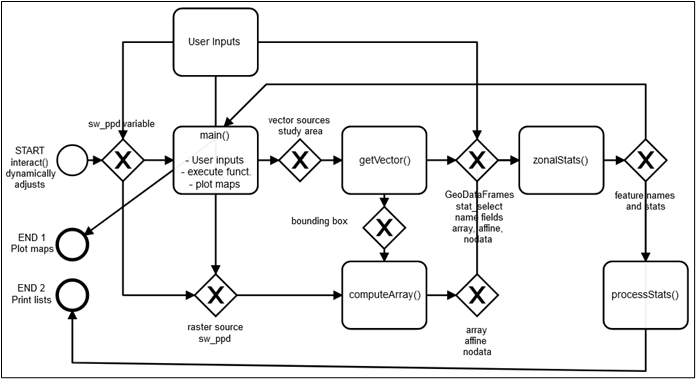 User Inputs
sw_ppd variable
START
interact()
dynamically
adjusts
main()
- User inputs
- execute funct.
- plot maps
vector sources
study area
getVector()
GeoDataFrames
stat_select
name fields
array, affine,
nodata
zonalStats()
feature names
and stats
END 1
Plot maps
bounding box
END 2
Print lists
raster source
sw_ppd
computeArray()
array
affine
nodata
processStats()